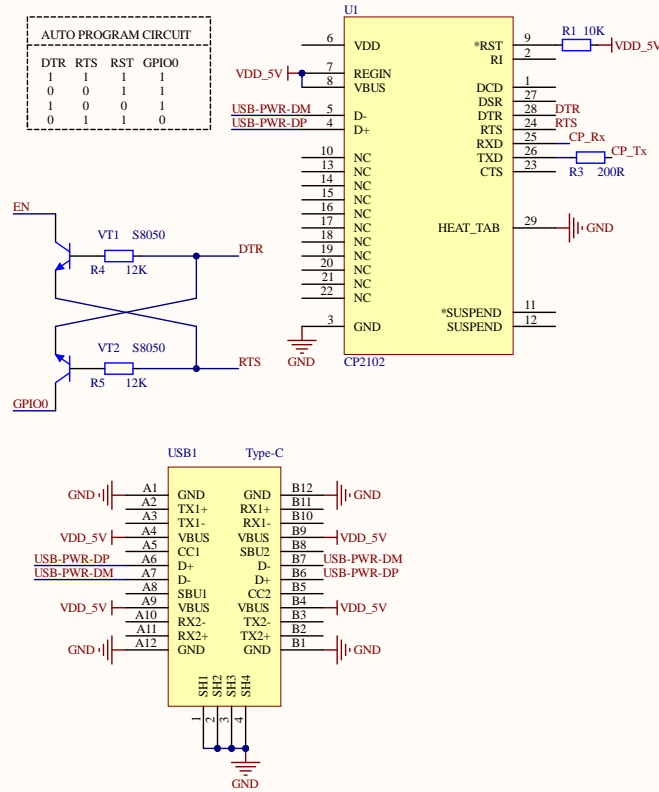 AUTO PROGRAM CIRCUIT
DTR RTS RST GPIO0
1 1 1 1
0 0 1 1
1 0 0 1
0 1 1 0
U1
6 VDD
VDD_5V 7 REGIN
8 VBUS
USB-PWR-DM 5 D-
USB-PWR-DP 4 D+
10 NC
13 NC
14 NC
15 NC
16 NC
17 NC
18 NC
19 NC
20 NC
21 NC
22 NC
3 GND
GND
*RST 9 R1 10K VDD_5V
RI 2
DCD 1
DSR 27
DTR 28 DTR
RTS 24 RTS
RXD 25 CP_Rx
TXD 26 CP_Tx
R3 200R
CTS 23
HEAT_TAB 29 GND
*SUSPEND 11
SUSPEND 12
CP2102
EN
VT1 S8050
DTR
R4 12K
VT2 S8050
RTS
R5 12K
GPIO0
USB1 Type-C
GND A1 GND
A2 TX1+
A3 TX1-
VDD_5V A4 VBUS
A5 CC1
USB-PWR-DP A6 D+
USB-PWR-DM A7 D-
A8 SBU1
VDD_5V A9 VBUS
A10 RX2-
A11 RX2+
GND A12 GND
GND B12 GND
RX1+ B11
RX1- B10
VBUS B9 VDD_5V
SBU2 B8
D- B7 USB-PWR-DM
D+ B6 USB-PWR-DP
CC2 B5
VBUS B4 VDD_5V
TX2- B3
TX2+ B2
GND B1 GND
SH1 SH2 SH3 SH4
1 2 3 4
GND